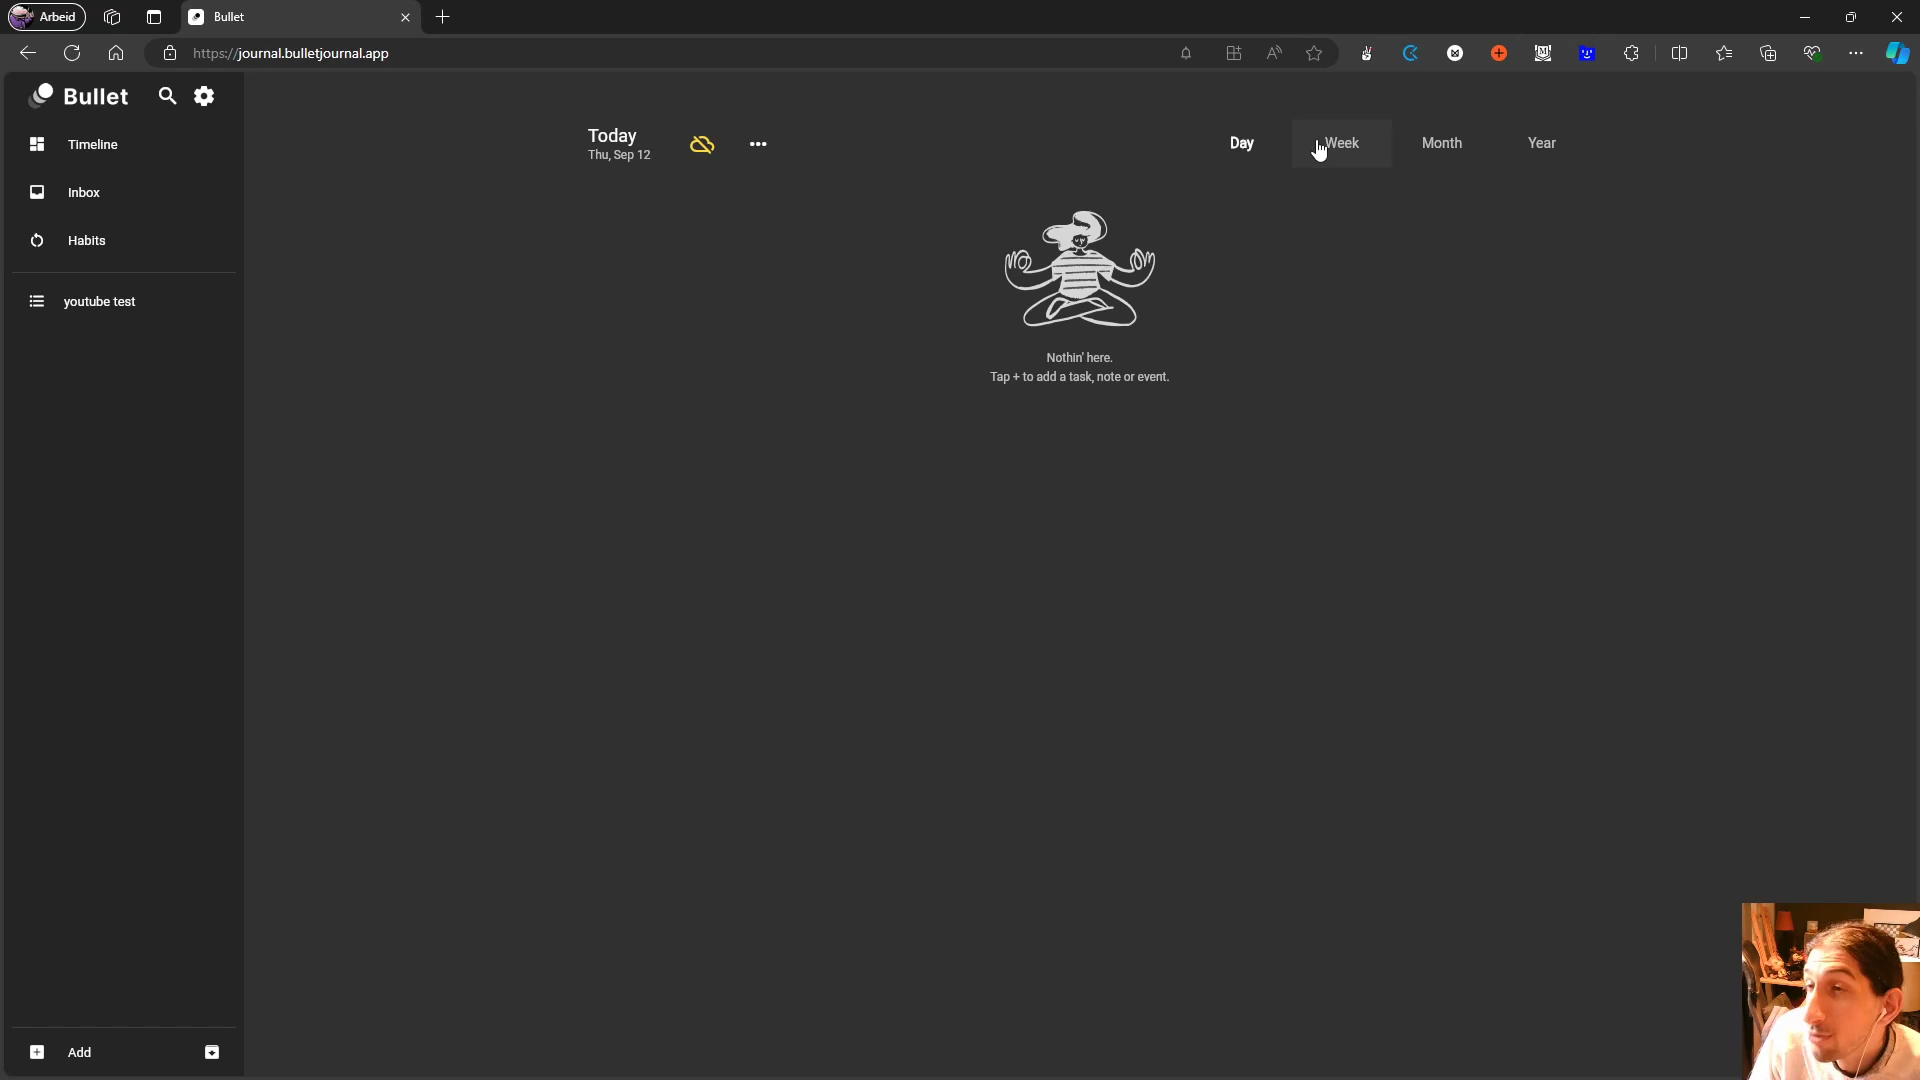 Arbeid
Bullet
https://journal.bulletjournal.app
Bullet
Timeline
Inbox
Habits
youtube test
Add
Today
Thu, Sep 12
Day
Week
Month
Year
Nothin' here.
Tap + to add a task, note or event.